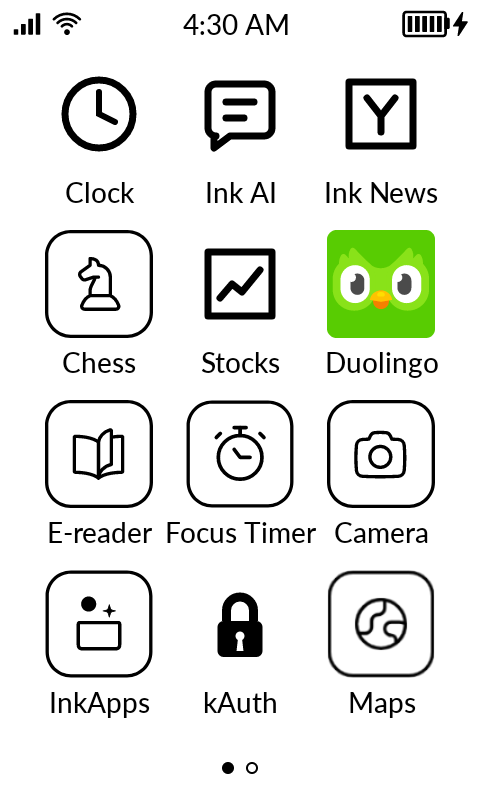 4:30 AM
Clock Ink AI Ink News
Chess Stocks Duolingo
E-reader Focus Timer Camera
InkApps kAuth Maps